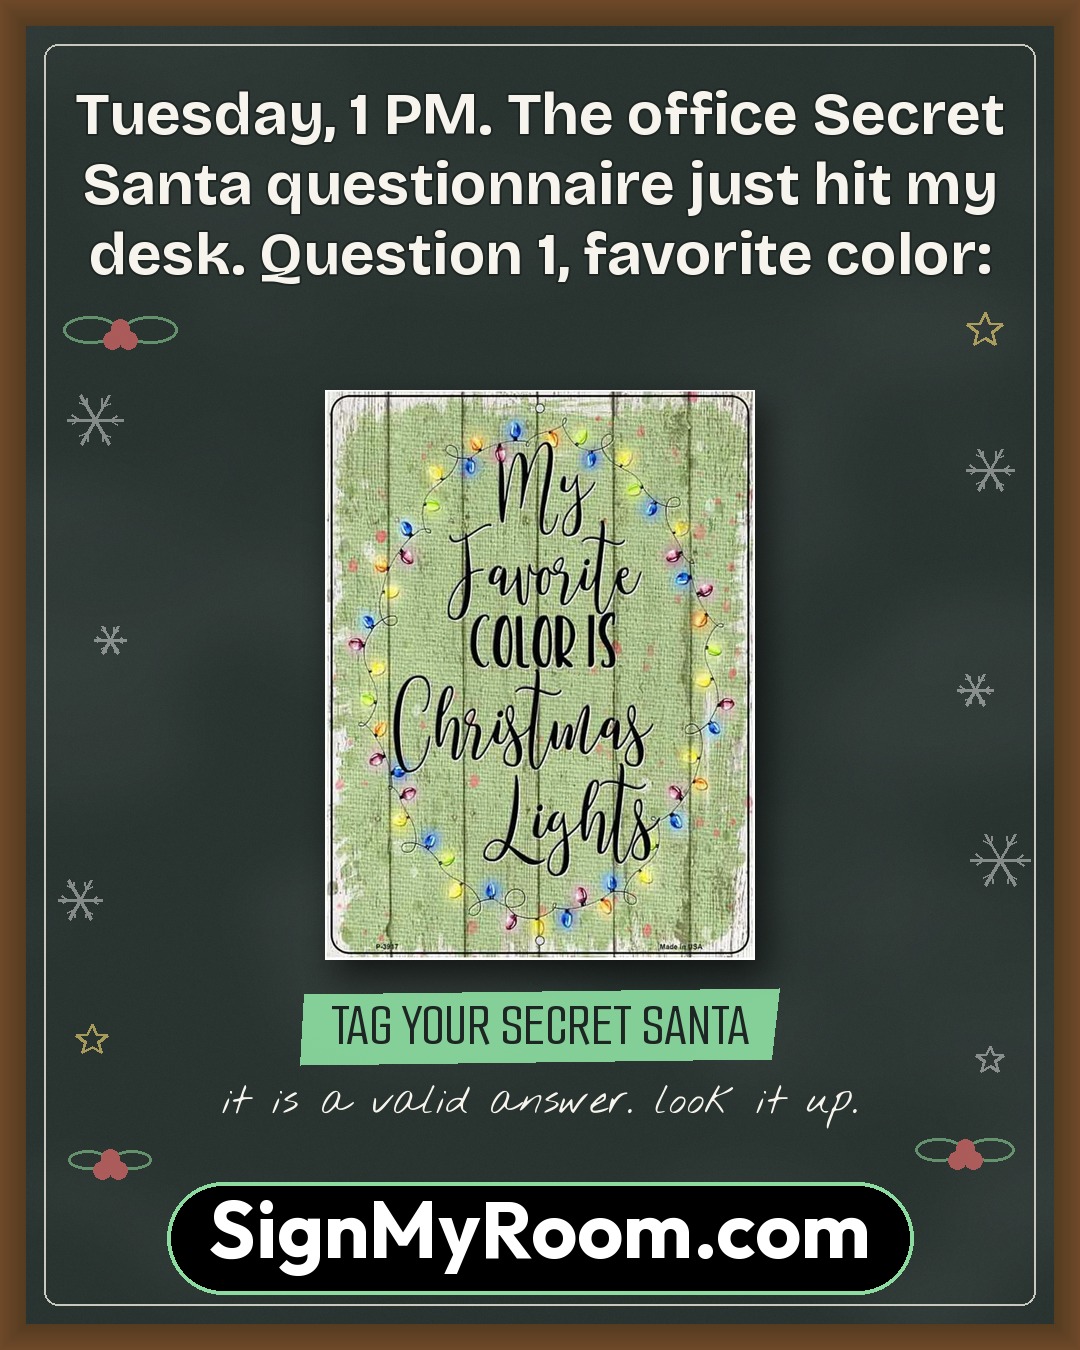 Tuesday, 1 PM. The office Secret
Santa questionnaire just hit my
desk. Question 1, favorite color:
My
Favorite
COLOR IS
Christmas
Lights
P-3937
Made in USA
TAG YOUR SECRET SANTA
it is a valid answer. look it up.
SignMyRoom.com